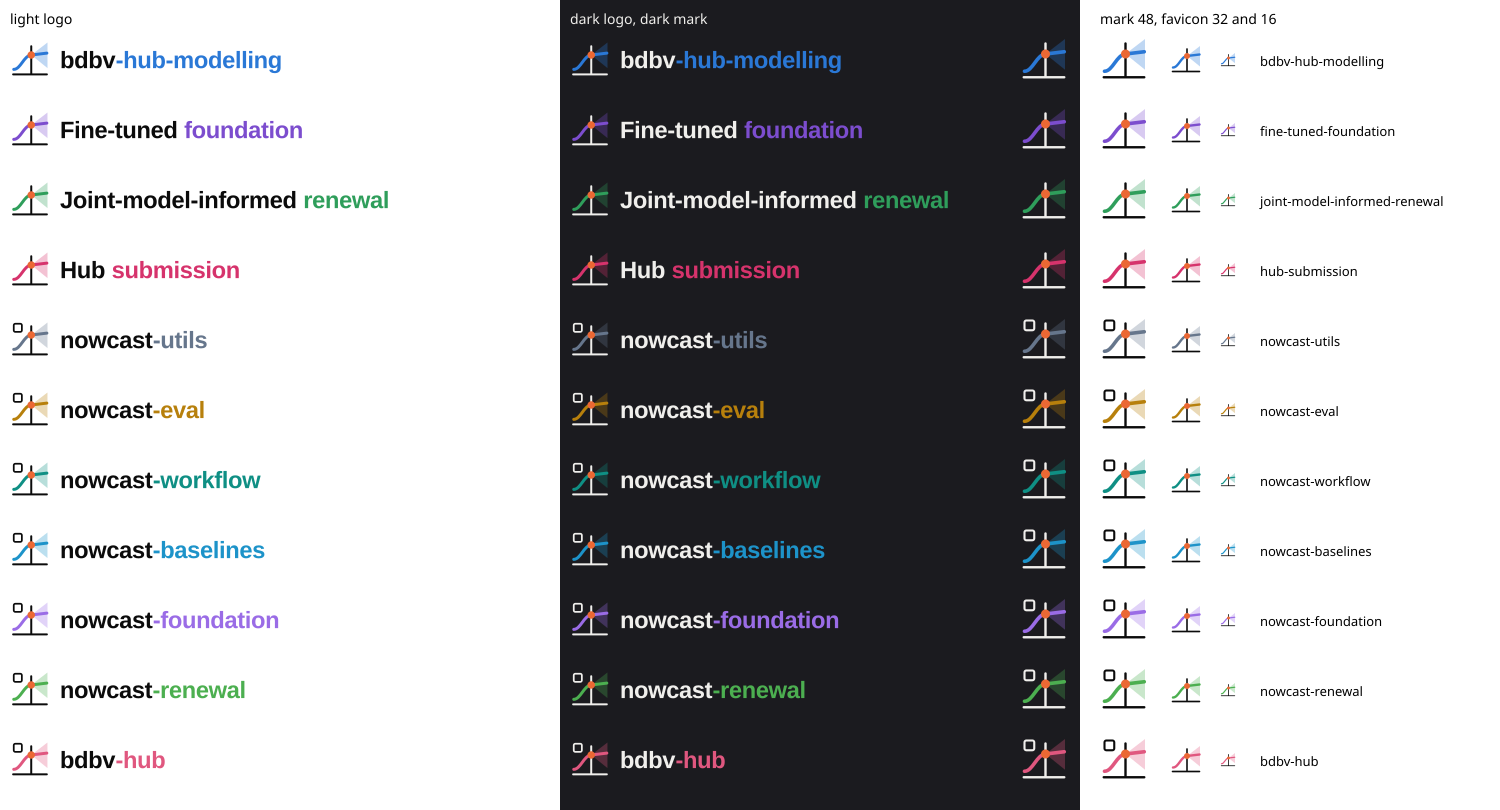 light logo
dark logo, dark mark
mark 48, favicon 32 and 16
bdbv-hub-modelling
bdbv-hub-modelling
bdbv-hub-modelling
Fine-tuned foundation
Fine-tuned foundation
fine-tuned-foundation
Joint-model-informed renewal
Joint-model-informed renewal
joint-model-informed-renewal
Hub submission
Hub submission
hub-submission
nowcast-utils
nowcast-utils
nowcast-utils
nowcast-eval
nowcast-eval
nowcast-eval
nowcast-workflow
nowcast-workflow
nowcast-workflow
nowcast-baselines
nowcast-baselines
nowcast-baselines
nowcast-foundation
nowcast-foundation
nowcast-foundation
nowcast-renewal
nowcast-renewal
nowcast-renewal
bdbv-hub
bdbv-hub
bdbv-hub